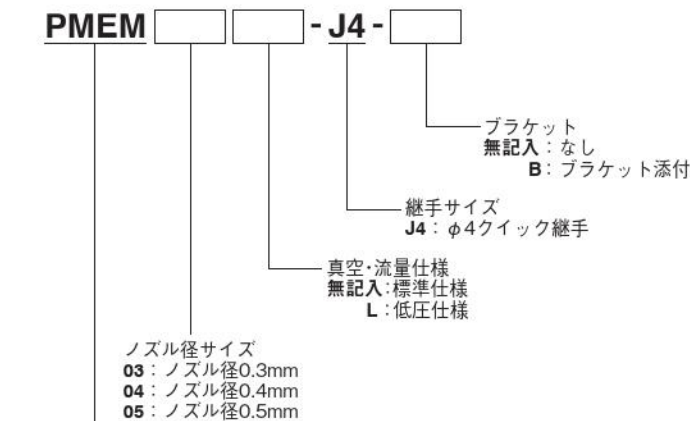 PMEM - J4 -
ブラケット
無記入：なし
B：ブラケット添付
継手サイズ
J4：φ4クイック継手
真空・流量仕様
無記入：標準仕様
L：低圧仕様
ノズル径サイズ
03：ノズル径0.3mm
04：ノズル径0.4mm
05：ノズル径0.5mm